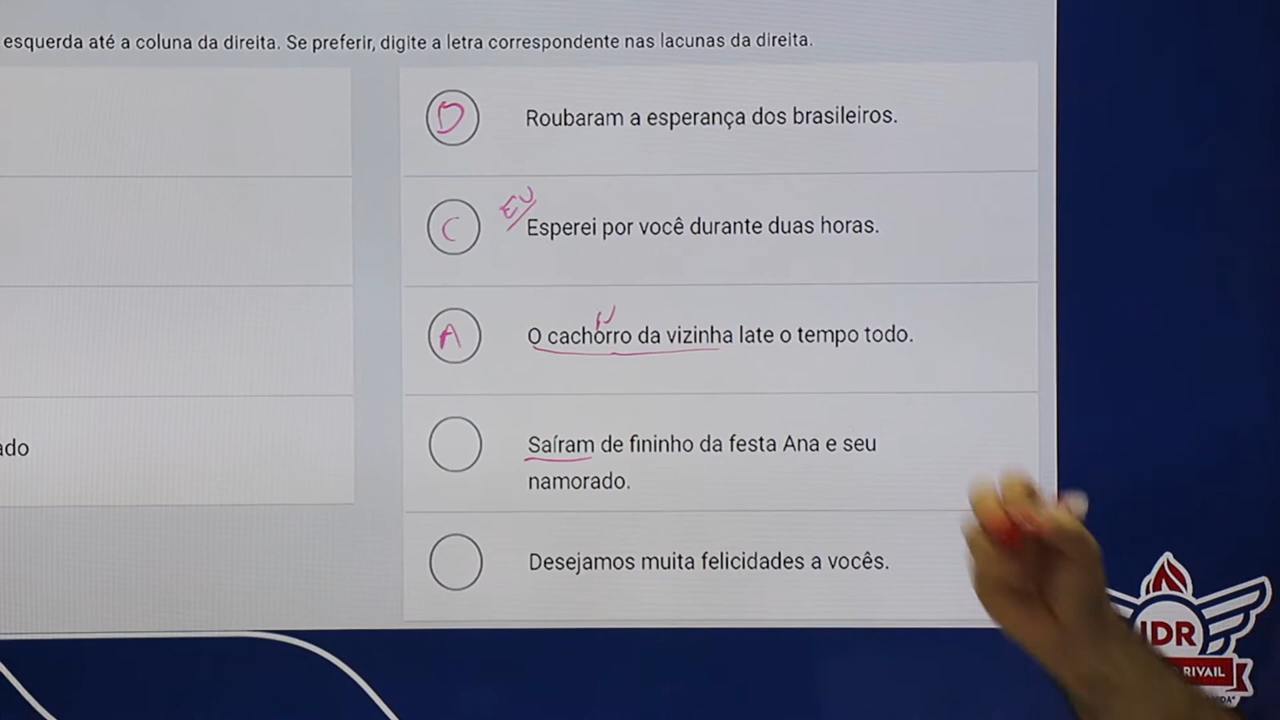 esquerda até a coluna da direita. Se preferir, digite a letra correspondente nas lacunas da direita.
D
Roubaram a esperança dos brasileiros.
EU
C
Esperei por você durante duas horas.
N
A
O cachorro da vizinha late o tempo todo.
Saíram de fininho da festa Ana e seu
namorado.
ado
Desejamos muita felicidades a vocês.
IDR
RIVAIL